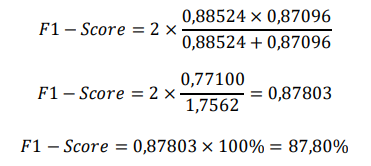 F1 − Score = 2 × 0,88524 × 0,87096 / 0,88524 + 0,87096
F1 − Score = 2 × 0,77100 / 1,7562 = 0,87803
F1 − Score = 0,87803 × 100% = 87,80%